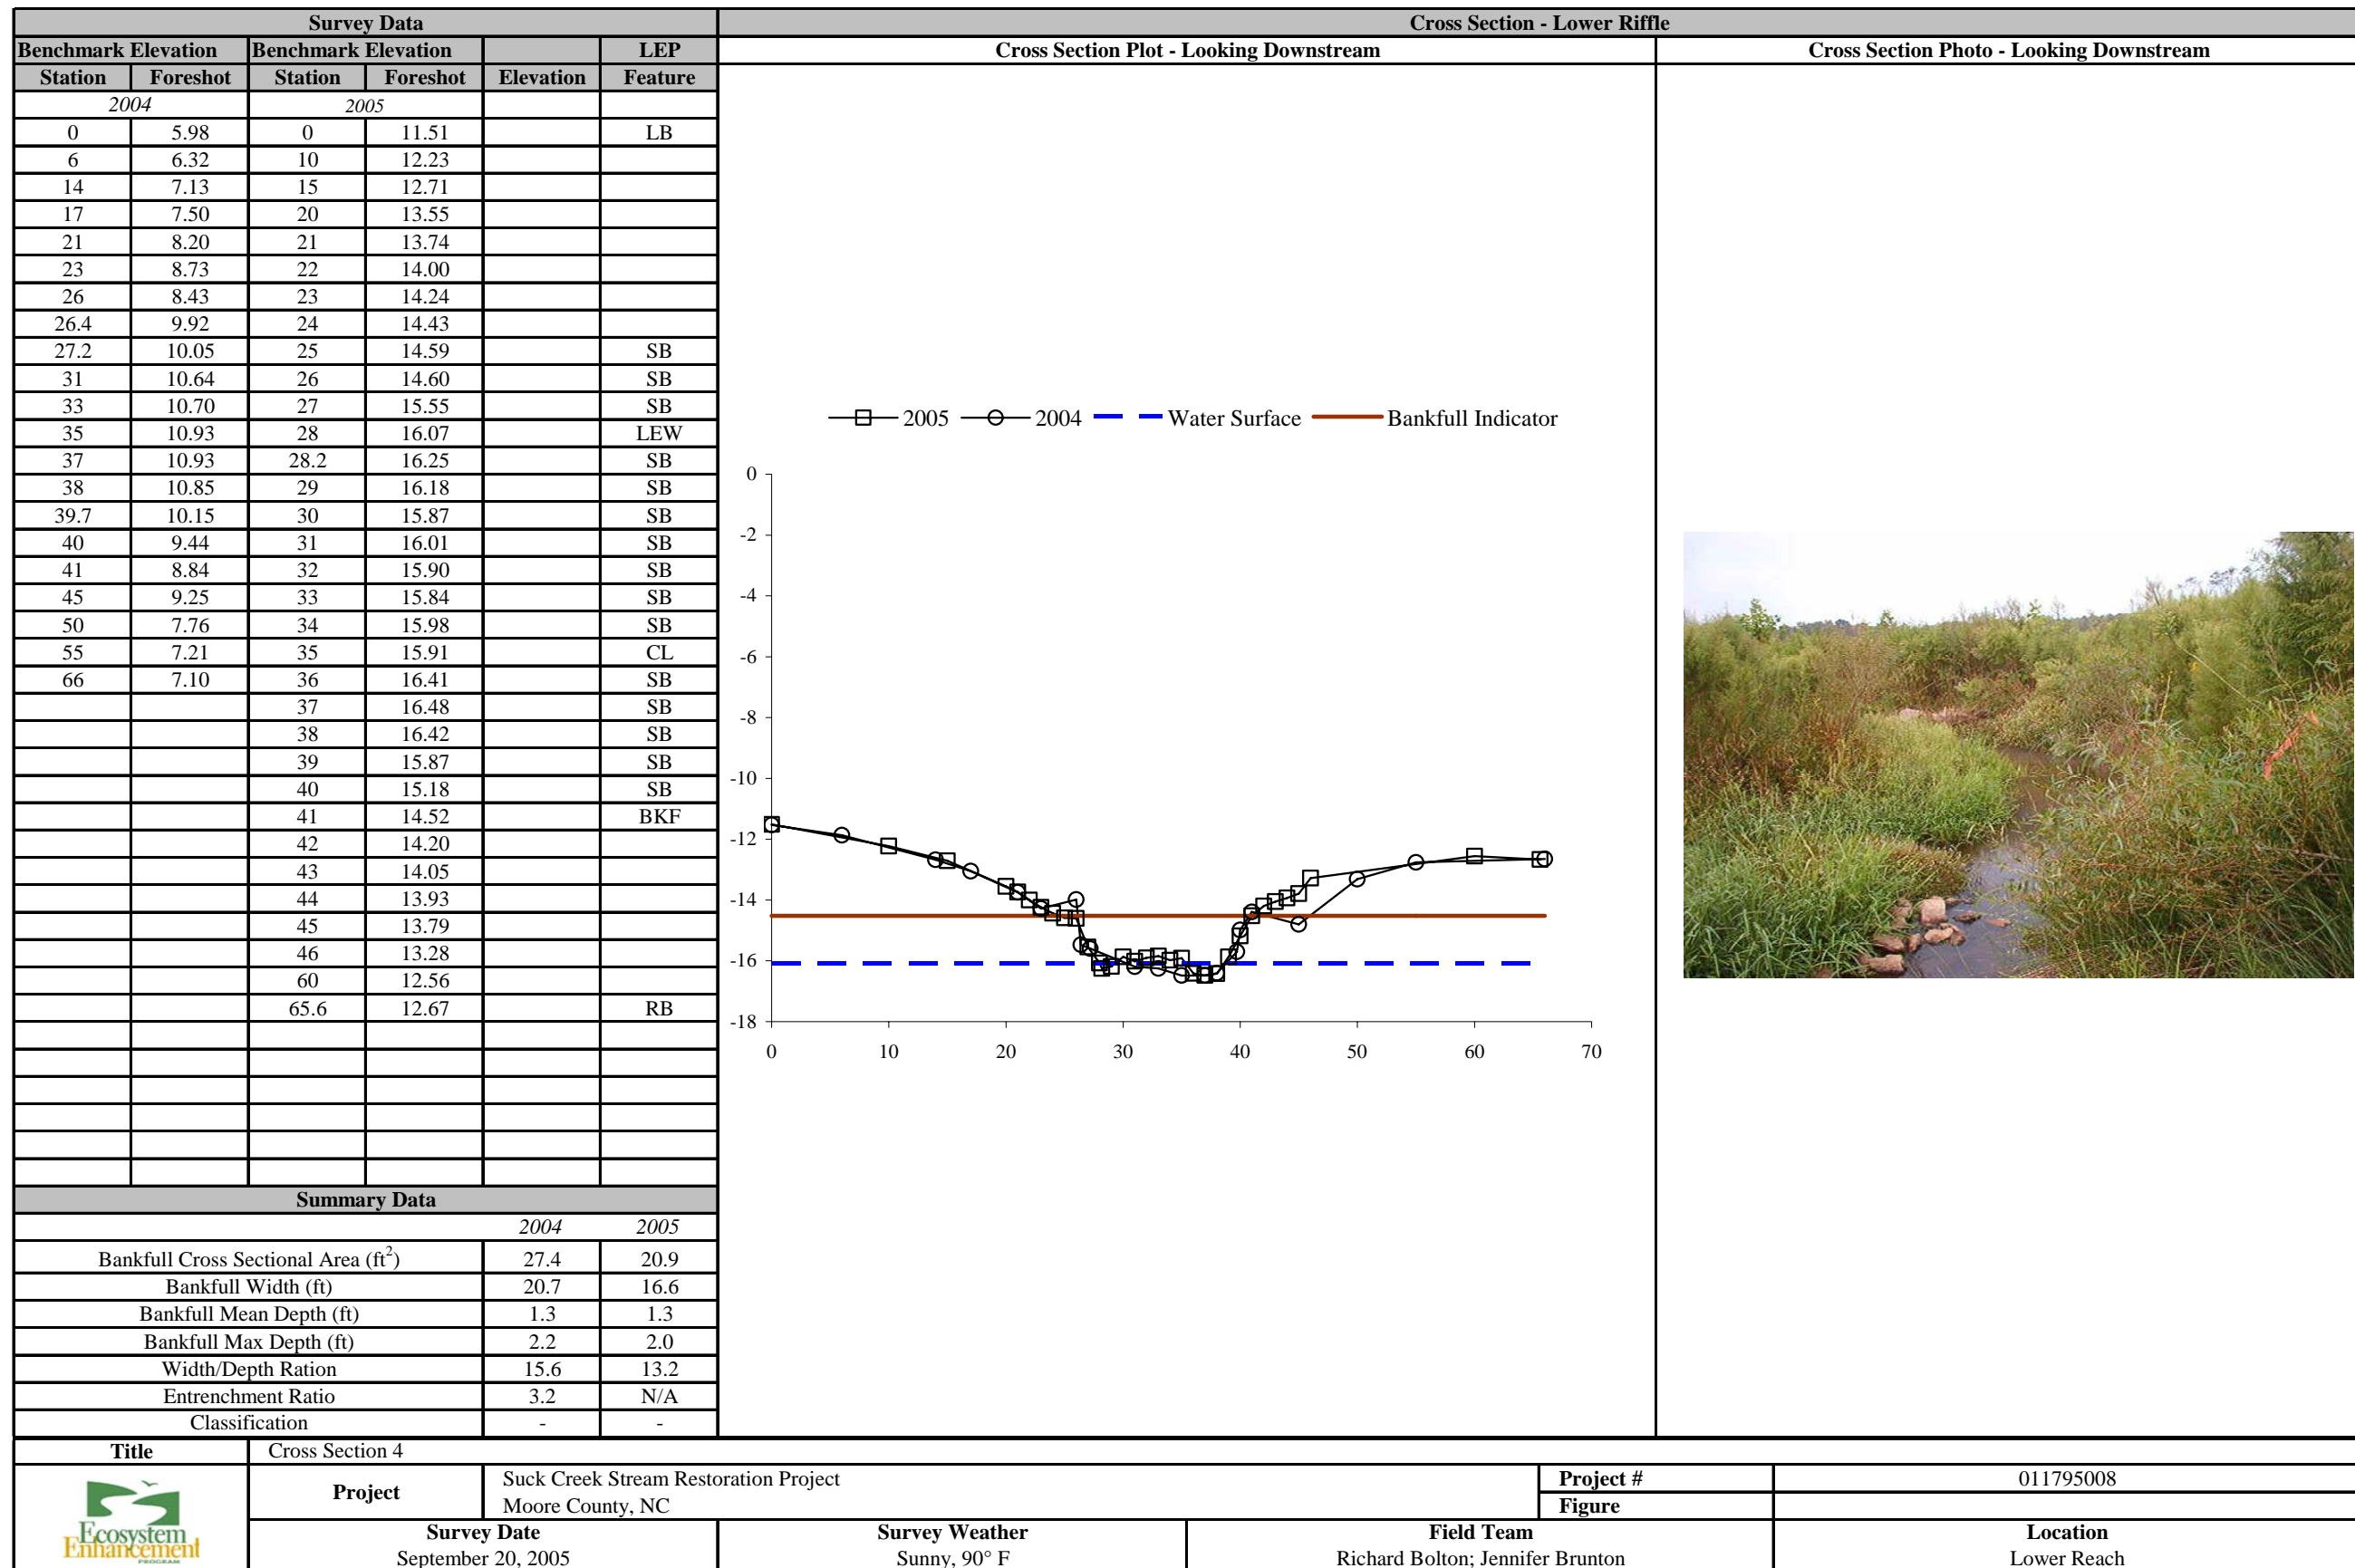 Survey Data
Cross Section - Lower Riffle
Benchmark Elevation Benchmark Elevation LEP
Cross Section Plot - Looking Downstream
Cross Section Photo - Looking Downstream
Station Foreshot Station Foreshot Elevation Feature
2004 2005
0 5.98 0 11.51 LB
6 6.32 10 12.23
14 7.13 15 12.71
17 7.50 20 13.55
21 8.20 21 13.74
23 8.73 22 14.00
26 8.43 23 14.24
26.4 9.92 24 14.43
27.2 10.05 25 14.59 SB
31 10.64 26 14.60 SB
33 10.70 27 15.55 SB
35 10.93 28 16.07 LEW
37 10.93 28.2 16.25 SB
38 10.85 29 16.18 SB
39.7 10.15 30 15.87 SB
40 9.44 31 16.01 SB
41 8.84 32 15.90 SB
45 9.25 33 15.84 SB
50 7.76 34 15.98 SB
55 7.21 35 15.91 CL
66 7.10 36 16.41 SB
37 16.48 SB
38 16.42 SB
39 15.87 SB
40 15.18 SB
41 14.52 BKF
42 14.20
43 14.05
44 13.93
45 13.79
46 13.28
60 12.56
65.6 12.67 RB
2005 2004 Water Surface Bankfull Indicator
0
-2
-4
-6
-8
-10
-12
-14
-16
-18
0 10 20 30 40 50 60 70
Summary Data
2004 2005
Bankfull Cross Sectional Area (ft²) 27.4 20.9
Bankfull Width (ft) 20.7 16.6
Bankfull Mean Depth (ft) 1.3 1.3
Bankfull Max Depth (ft) 2.2 2.0
Width/Depth Ration 15.6 13.2
Entrenchment Ratio 3.2 N/A
Classification - -
Title Cross Section 4
Project
Suck Creek Stream Restoration Project
Moore County, NC
Project # 011795008
Figure
Ecosystem
Enhancement
PROGRAM
Survey Date
September 20, 2005
Survey Weather
Sunny, 90° F
Field Team
Richard Bolton; Jennifer Brunton
Location
Lower Reach